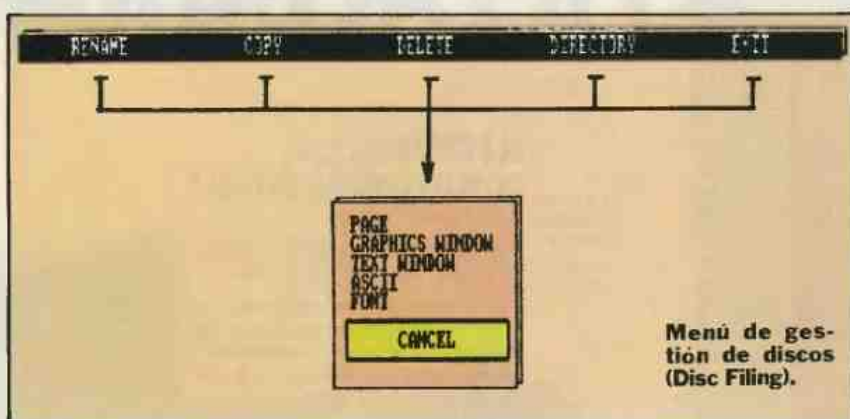 RENAME COPY DELETE DIRECTORY EXIT
PAGE
GRAPHICS WINDOW
TEXT WINDOW
ASCII
FONT
CANCEL
Menú de ges-
tión de discos
(Disc Filing).